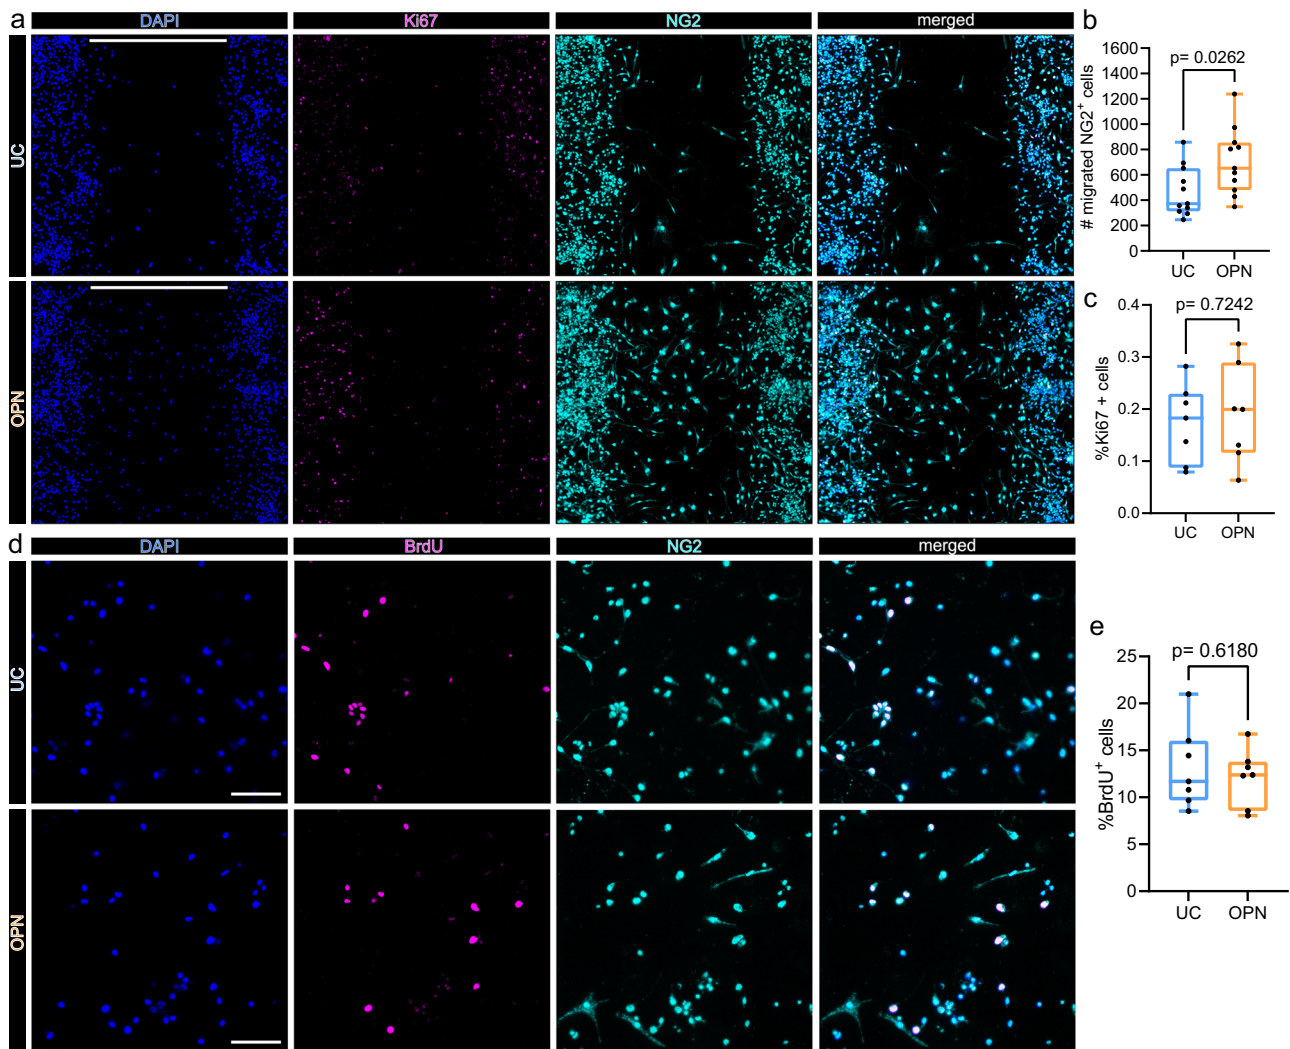 a
DAPI
Ki67
NG2
merged
UC
OPN
b
# migrated NG2⁺ cells
1600
1400
1200
1000
800
600
400
200
0
p= 0.0262
UC
OPN
c
%Ki67 + cells
0.4
0.3
0.2
0.1
0.0
p= 0.7242
UC
OPN
d
DAPI
BrdU
NG2
merged
UC
OPN
e
%BrdU⁺ cells
25
20
15
10
5
0
p= 0.6180
UC
OPN